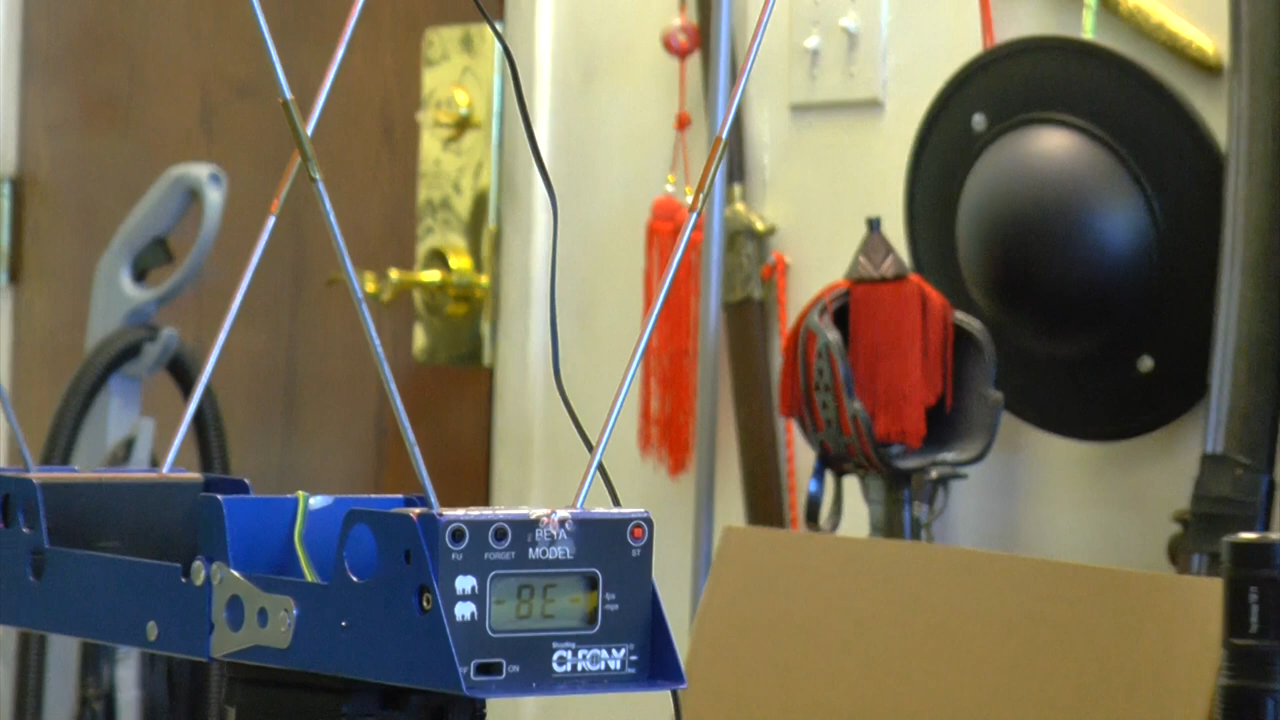 BETA
MODEL
FU
FORGET
ST
-fps
-mps
- 8E -
Shooting
CHRONY
ON